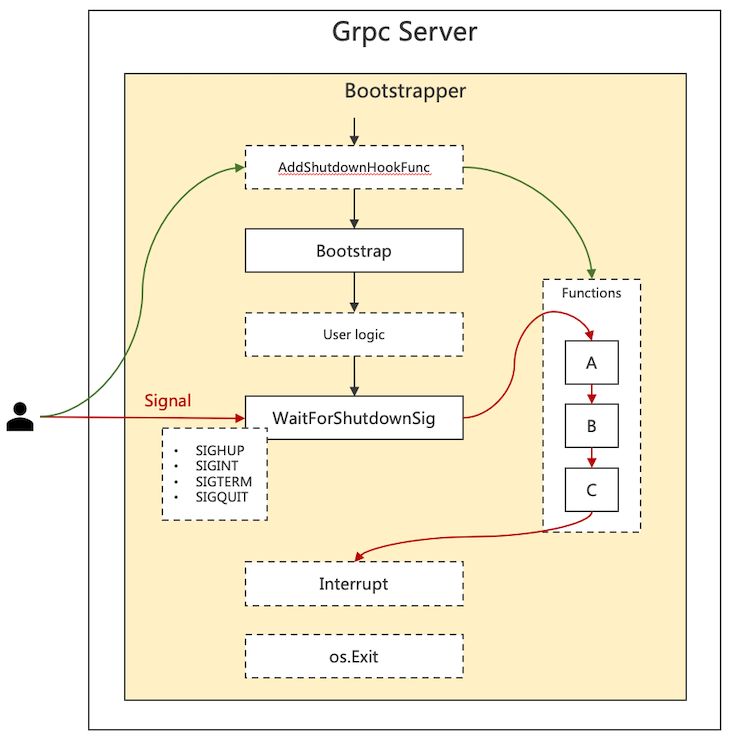 Grpc Server
Bootstrapper
AddShutdownHookFunc
Bootstrap
Functions
User logic
A
Signal
WaitForShutdownSig
B
• SIGHUP
• SIGINT
• SIGTERM
• SIGQUIT
C
Interrupt
os.Exit